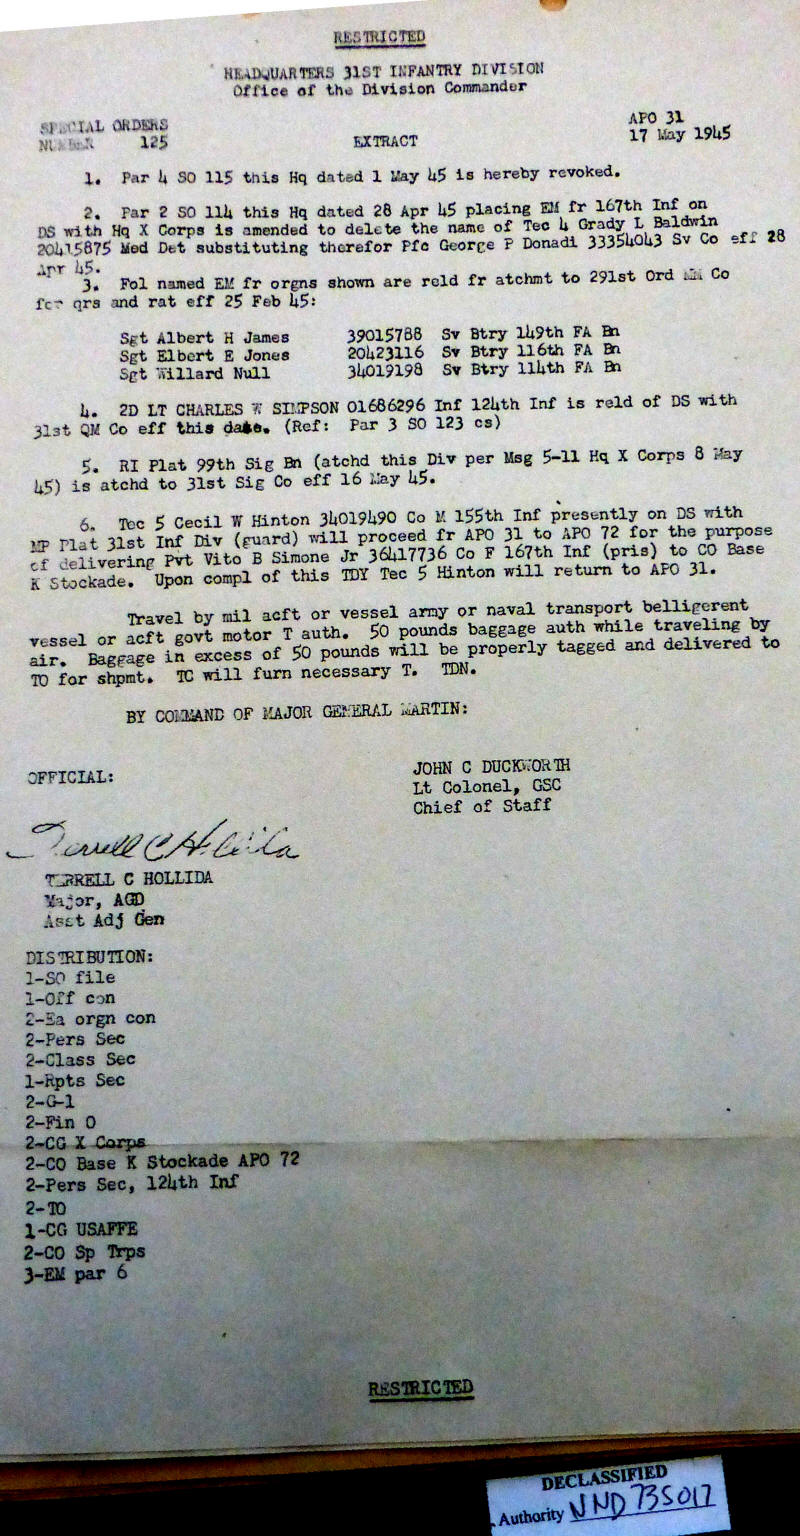 RESTRICTED
HEADQUARTERS 31ST INFANTRY DIVISION
Office of the Division Commander
SPECIAL ORDERS
NUMBER 125
EXTRACT
APO 31
17 May 1945
1. Par 4 SO 115 this Hq dated 1 May 45 is hereby revoked.
2. Par 2 SO 114 this Hq dated 28 Apr 45 placing EM fr 167th Inf on
DS with Hq X Corps is amended to delete the name of Tec 4 Grady L Baldwin
20415875 Med Det substituting therefor Pfc George P Donadi 33354043 Sv Co eff 28
Apr 45.
3. Fol named EM fr orgns shown are reld fr atchmt to 291st Ord Co
for qrs and rat eff 25 Feb 45:
Sgt Albert H James 39015788 Sv Btry 149th FA Bn
Sgt Elbert E Jones 20423116 Sv Btry 116th FA Bn
Sgt Willard Null 34019198 Sv Btry 114th FA Bn
4. 2D LT CHARLES W SIMPSON 01686296 Inf 124th Inf is reld of DS with
31st QM Co eff this date. (Ref: Par 3 SO 123 cs)
5. RI Plat 99th Sig Bn (atchd this Div per Msg 5-11 Hq X Corps 8 May
45) is atchd to 31st Sig Co eff 16 May 45.
6. Tec 5 Cecil W Hinton 34019490 Co M 155th Inf presently on DS with
MP Plat 31st Inf Div (guard) will proceed fr APO 31 to APO 72 for the purpose
of delivering Pvt Vito B Simone Jr 36417736 Co F 167th Inf (pris) to CO Base
K Stockade. Upon compl of this TDY Tec 5 Hinton will return to APO 31.
Travel by mil acft or vessel army or naval transport belligerent
vessel or acft govt motor T auth. 50 pounds baggage auth while traveling by
air. Baggage in excess of 50 pounds will be properly tagged and delivered to
TO for shpmt. TC will furn necessary T. TDN.
BY COMMAND OF MAJOR GENERAL MARTIN:
OFFICIAL:
JOHN C DUCKWORTH
Lt Colonel, GSC
Chief of Staff
Terrell C Hollida
TERRELL C HOLLIDA
Major, AGD
Asst Adj Gen
DISTRIBUTION:
1-SO file
1-Off con
2-Ea orgn con
2-Pers Sec
2-Class Sec
1-Rpts Sec
2-G-1
2-Fin O
2-CG X Corps
2-CO Base K Stockade APO 72
2-Pers Sec, 124th Inf
2-TO
1-CG USAFFE
2-CO Sp Trps
3-EM par 6
RESTRICTED
DECLASSIFIED
Authority NND735017